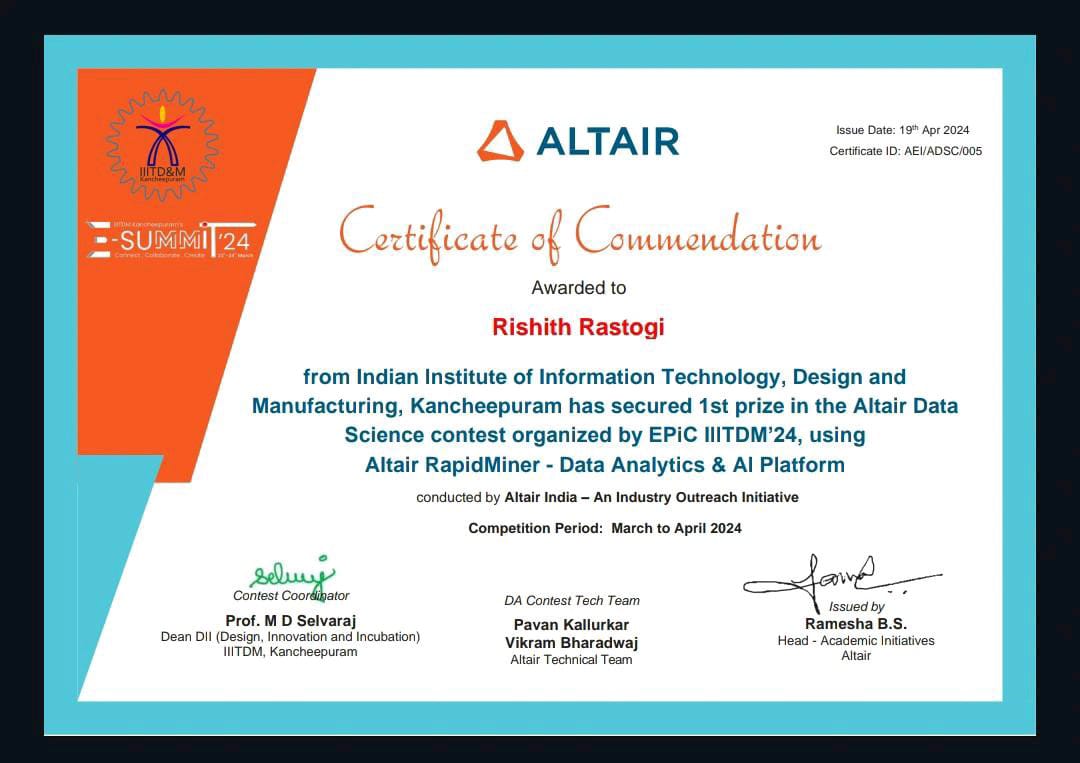 IIITD&M
Kancheepuram
IIITDM Kancheepuram's
E-SUMMIT'24
Connect . Collaborate . Create
22nd-24th March
ALTAIR
Issue Date: 19th Apr 2024
Certificate ID: AEI/ADSC/005
Certificate of Commendation
Awarded to
Rishith Rastogi
from Indian Institute of Information Technology, Design and
Manufacturing, Kancheepuram has secured 1st prize in the Altair Data
Science contest organized by EPiC IIITDM’24, using
Altair RapidMiner - Data Analytics & AI Platform
conducted by Altair India – An Industry Outreach Initiative
Competition Period: March to April 2024
Contest Coordinator
Prof. M D Selvaraj
Dean DII (Design, Innovation and Incubation)
IIITDM, Kancheepuram
DA Contest Tech Team
Pavan Kallurkar
Vikram Bharadwaj
Altair Technical Team
Issued by
Ramesha B.S.
Head - Academic Initiatives
Altair